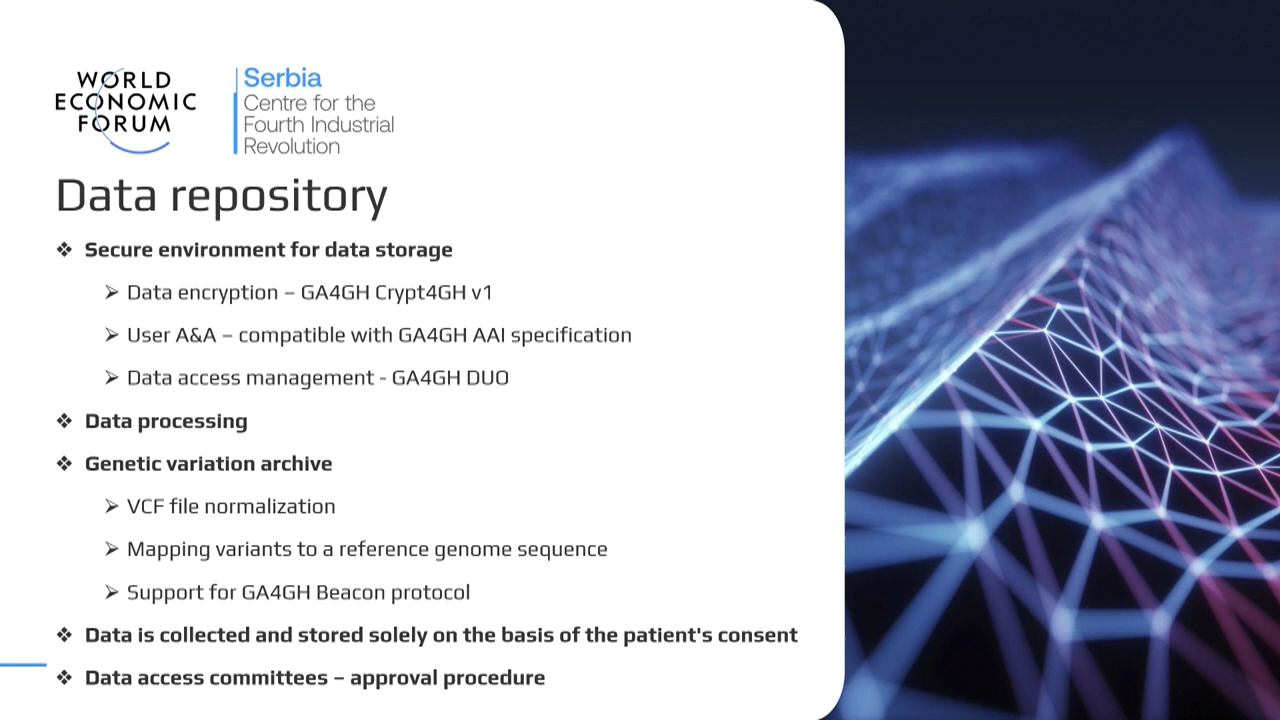 WORLD
ECONOMIC
FORUM
Serbia
Centre for the
Fourth Industrial
Revolution
Data repository
❖ Secure environment for data storage
➢ Data encryption – GA4GH Crypt4GH v1
➢ User A&A – compatible with GA4GH AAI specification
➢ Data access management - GA4GH DUO
❖ Data processing
❖ Genetic variation archive
➢ VCF file normalization
➢ Mapping variants to a reference genome sequence
➢ Support for GA4GH Beacon protocol
❖ Data is collected and stored solely on the basis of the patient's consent
❖ Data access committees – approval procedure